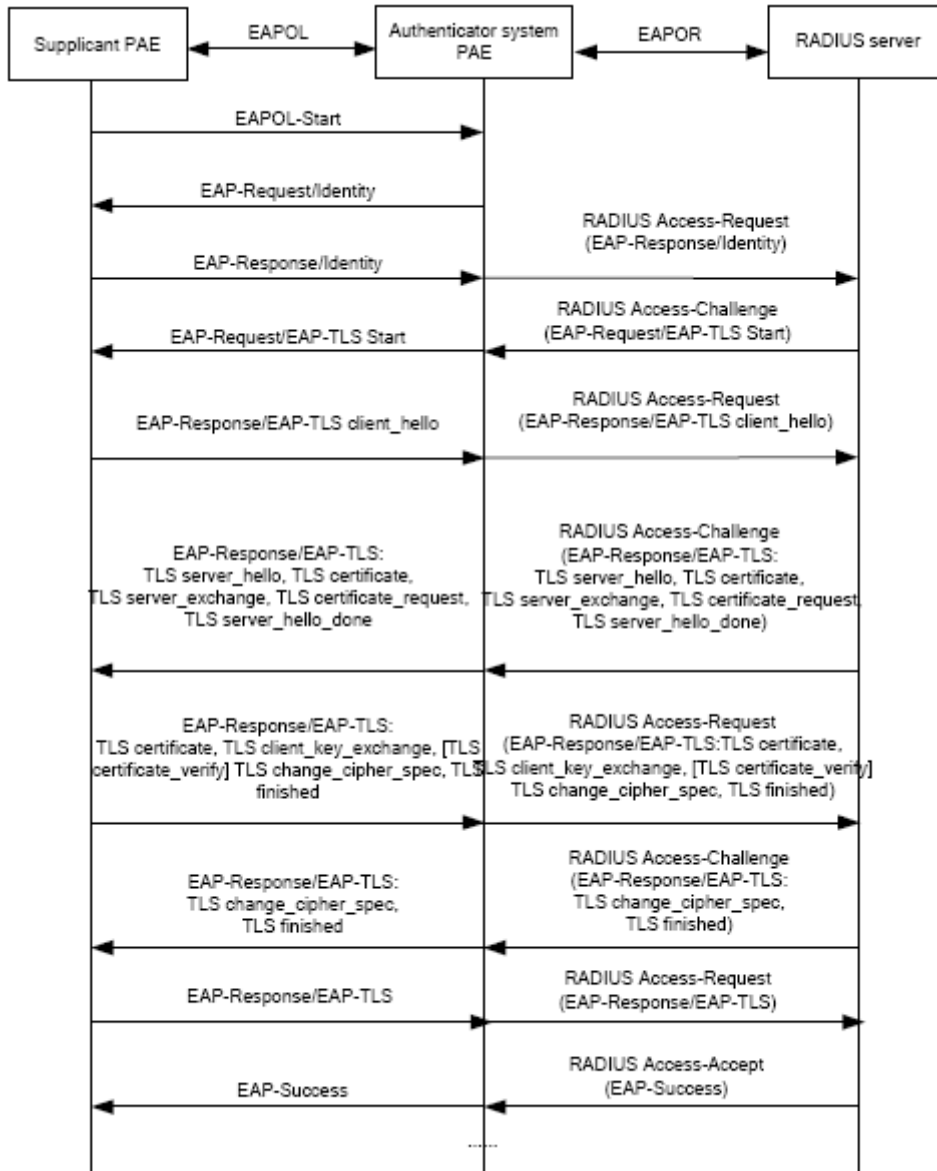 Supplicant PAE
EAPOL
Authenticator system
PAE
EAPOR
RADIUS server
EAPOL-Start
EAP-Request/Identity
RADIUS Access-Request
(EAP-Response/Identity)
EAP-Response/Identity
RADIUS Access-Challenge
(EAP-Request/EAP-TLS Start)
EAP-Request/EAP-TLS Start
RADIUS Access-Request
(EAP-Response/EAP-TLS client_hello)
EAP-Response/EAP-TLS client_hello
EAP-Response/EAP-TLS:
TLS server_hello, TLS certificate,
TLS server_exchange, TLS certificate_request,
TLS server_hello_done
RADIUS Access-Challenge
(EAP-Response/EAP-TLS:
TLS server_hello, TLS certificate,
TLS server_exchange, TLS certificate_request,
TLS server_hello_done)
EAP-Response/EAP-TLS:
TLS certificate, TLS client_key_exchange, [TLS
certificate_verify] TLS change_cipher_spec, TLS
finished
RADIUS Access-Request
(EAP-Response/EAP-TLS:TLS certificate,
TLS client_key_exchange, [TLS certificate_verify]
TLS change_cipher_spec, TLS finished)
EAP-Response/EAP-TLS:
TLS change_cipher_spec,
TLS finished
RADIUS Access-Challenge
(EAP-Response/EAP-TLS:
TLS change_cipher_spec,
TLS finished)
EAP-Response/EAP-TLS
RADIUS Access-Request
(EAP-Response/EAP-TLS)
EAP-Success
RADIUS Access-Accept
(EAP-Success)
......